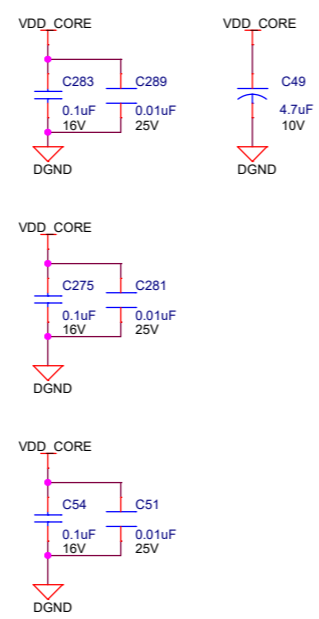 VDD_CORE
C283
0.1uF
16V
C289
0.01uF
25V
DGND
VDD_CORE
C49
4.7uF
10V
DGND
VDD_CORE
C275
0.1uF
16V
C281
0.01uF
25V
DGND
VDD_CORE
C54
0.1uF
16V
C51
0.01uF
25V
DGND